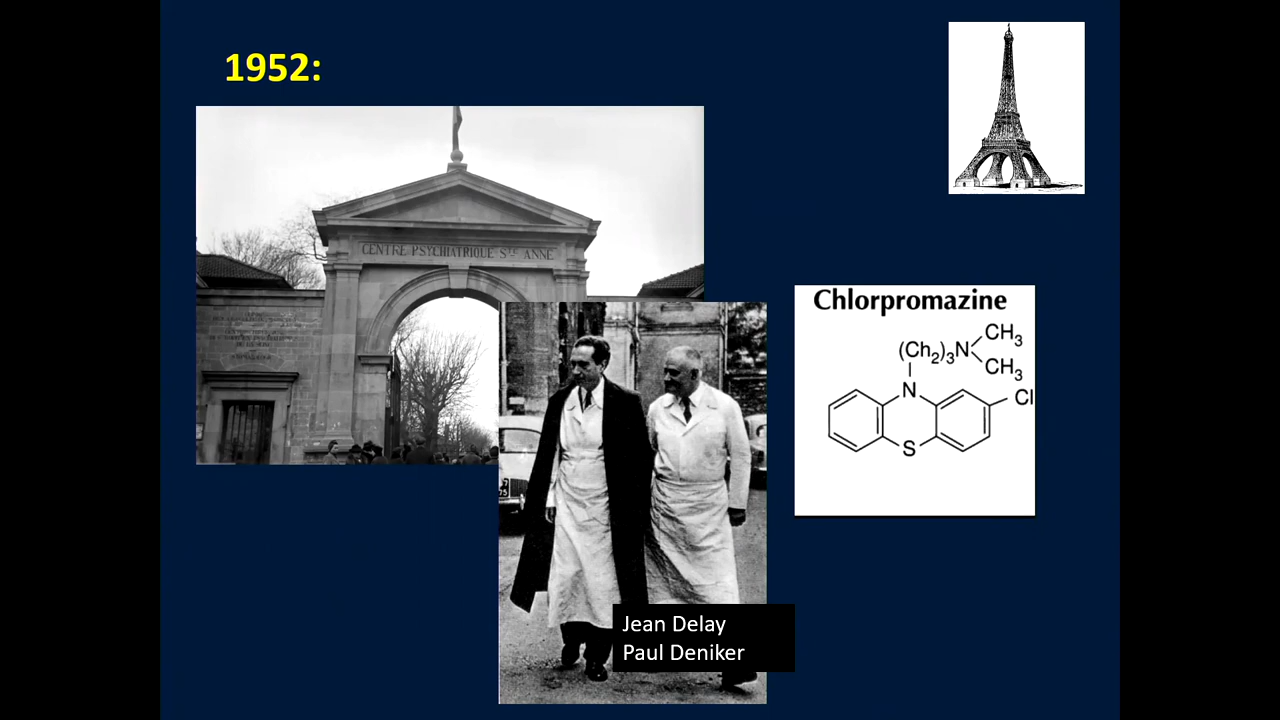 1952:
CENTRE PSYCHIATRIQUE STE ANNE
Chlorpromazine
(Ch2)3N
CH3
CH3
N
Cl
S
Jean Delay
Paul Deniker